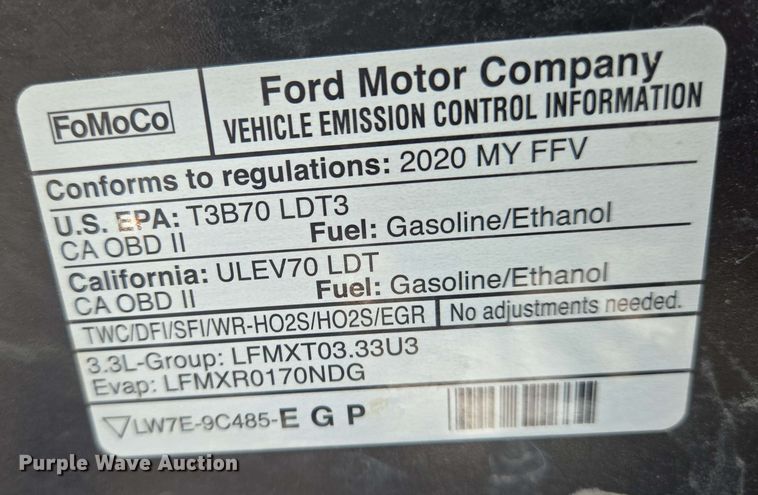 FoMoCo
Ford Motor Company
VEHICLE EMISSION CONTROL INFORMATION
Conforms to regulations: 2020 MY FFV
U.S. EPA: T3B70 LDT3
CA OBD II Fuel: Gasoline/Ethanol
California: ULEV70 LDT
CA OBD II Fuel: Gasoline/Ethanol
TWC/DFI/SFI/WR-HO2S/HO2S/EGR No adjustments needed.
3.3L-Group: LFMXT03.33U3
Evap: LFMXR0170NDG
LW7E-9C485-E G P
Purple Wave Auction